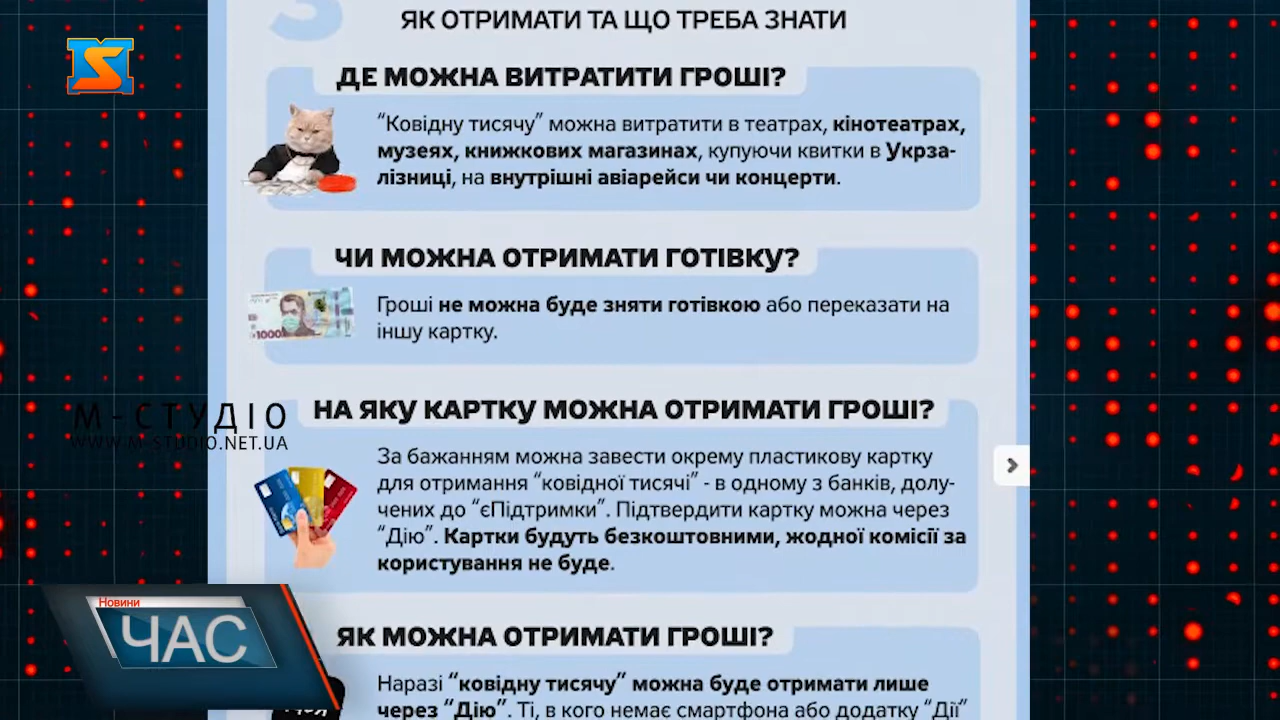 ЯК ОТРИМАТИ ТА ЩО ТРЕБА ЗНАТИ
ДЕ МОЖНА ВИТРАТИТИ ГРОШІ?
“Ковідну тисячу” можна витратити в театрах, кінотеатрах,
музеях, книжкових магазинах, купуючи квитки в Укрза-
лізниці, на внутрішні авіарейси чи концерти.
ЧИ МОЖНА ОТРИМАТИ ГОТІВКУ?
Гроші не можна буде зняти готівкою або переказати на
іншу картку.
1000
М-СТУДІО
WWW.M-STUDIO.NET.UA
НА ЯКУ КАРТКУ МОЖНА ОТРИМАТИ ГРОШІ?
За бажанням можна завести окрему пластикову картку
для отримання “ковідної тисячі” - в одному з банків, долу-
чених до “єПідтримки”. Підтвердити картку можна через
“Дію”. Картки будуть безкоштовними, жодної комісії за
користування не буде.
Новини
ЧАС
ЯК МОЖНА ОТРИМАТИ ГРОШІ?
Наразі “ковідну тисячу” можна буде отримати лише
через “Дію”. Ті, в кого немає смартфона або додатку “Дії”